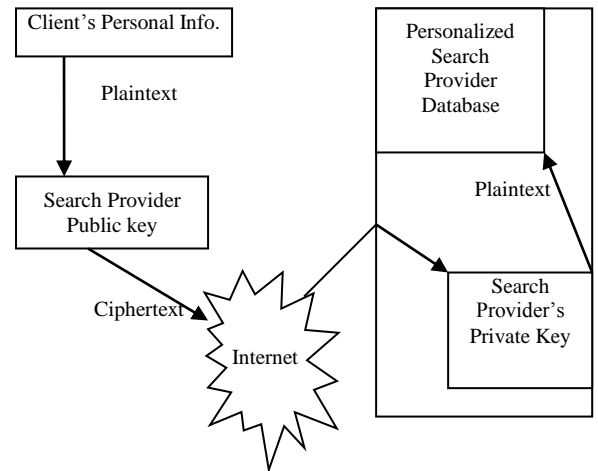 Client's Personal Info.
Plaintext
Search Provider
Public key
Ciphertext
Internet
Personalized
Search
Provider
Database
Plaintext
Search
Provider's
Private Key